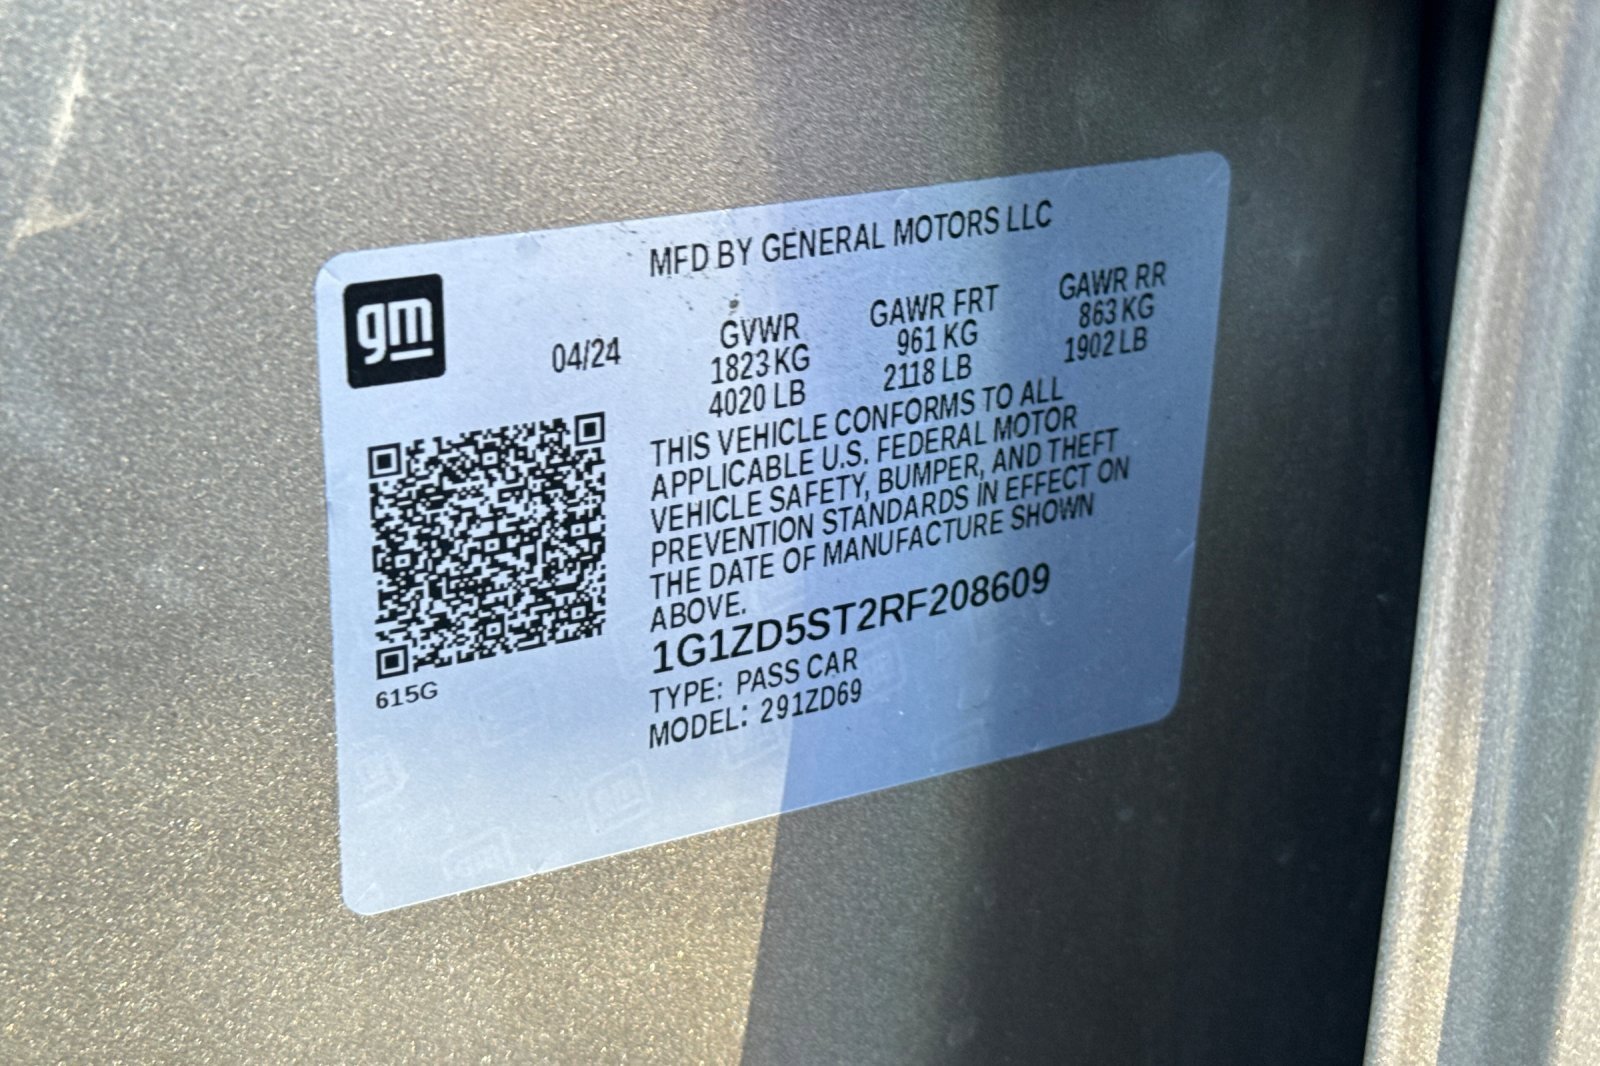 MFD BY GENERAL MOTORS LLC
gm
04/24
GVWR GAWR FRT GAWR RR
1823 KG 961 KG 863 KG
4020 LB 2118 LB 1902 LB
THIS VEHICLE CONFORMS TO ALL
APPLICABLE U.S. FEDERAL MOTOR
VEHICLE SAFETY, BUMPER, AND THEFT
PREVENTION STANDARDS IN EFFECT ON
THE DATE OF MANUFACTURE SHOWN
ABOVE.
1G1ZD5ST2RF208609
TYPE: PASS CAR
MODEL: 291ZD69
615G